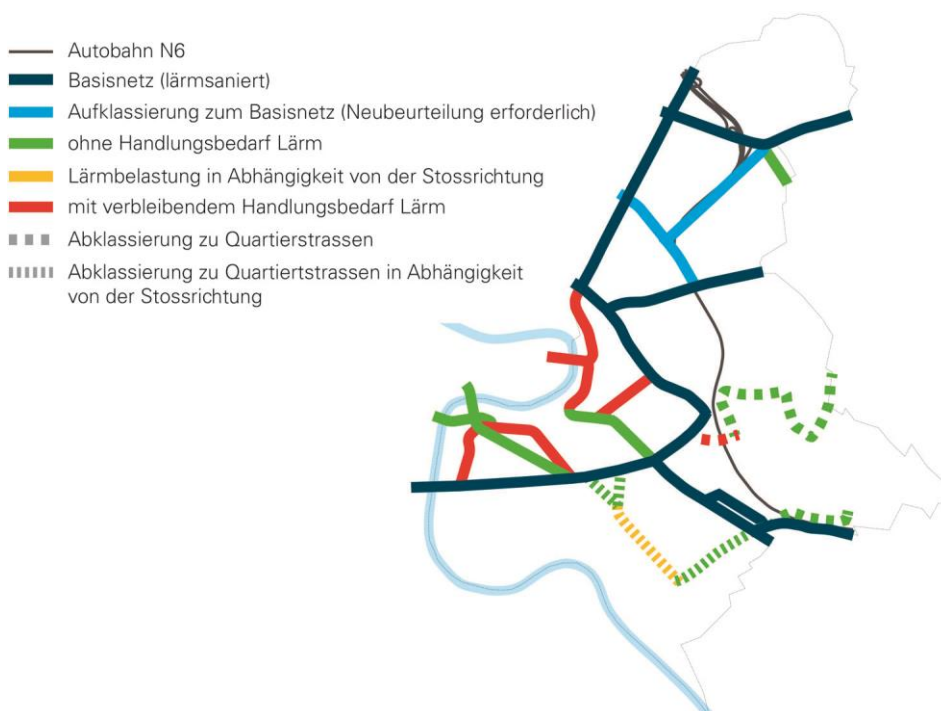 Autobahn N6
Basisnetz (lärmsaniert)
Aufklassierung zum Basisnetz (Neubeurteilung erforderlich)
ohne Handlungsbedarf Lärm
Lärmbelastung in Abhängigkeit von der Stossrichtung
mit verbleibendem Handlungsbedarf Lärm
Abklassierung zu Quartierstrassen
Abklassierung zu Quartiertstrassen in Abhängigkeit
von der Stossrichtung